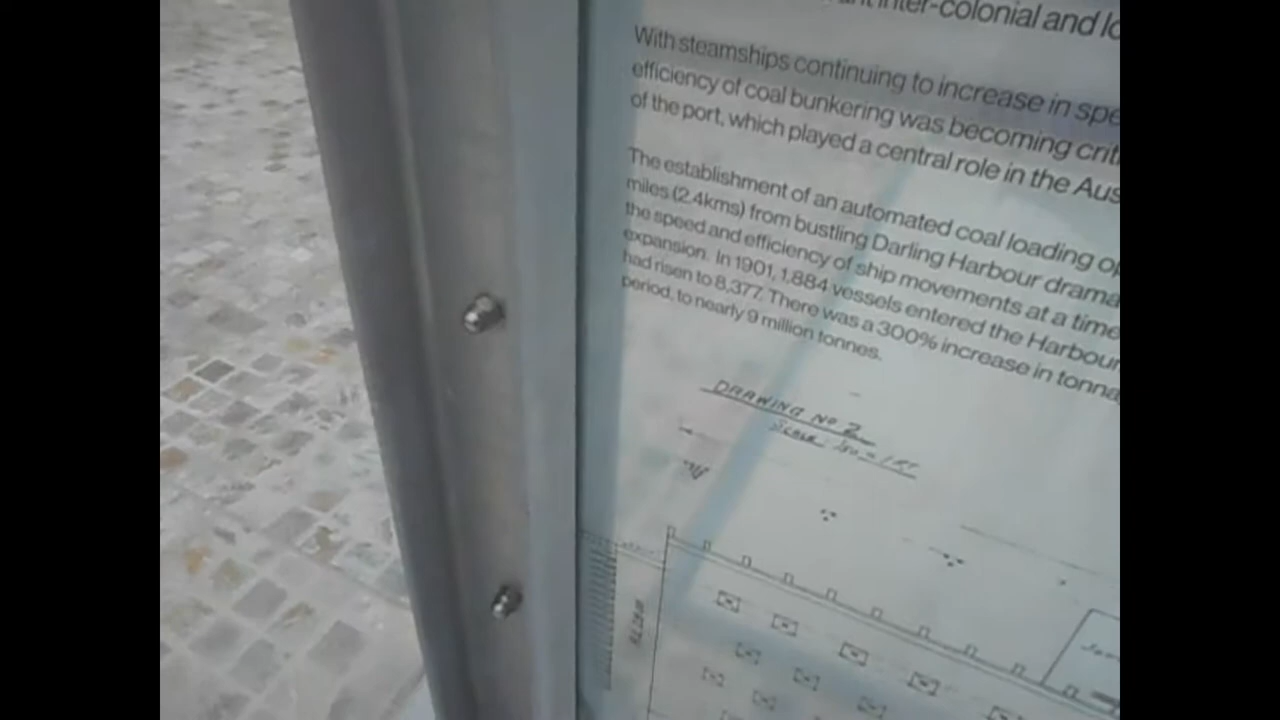 inter-colonial and lo
With steamships continuing to increase in spe
efficiency of coal bunkering was becoming crit
of the port, which played a central role in the Aus
The establishment of an automated coal loading op
miles (2.4kms) from bustling Darling Harbour drama
the speed and efficiency of ship movements at a time
expansion. In 1901, 1,884 vessels entered the Harbour
had risen to 8,377. There was a 300% increase in tonna
period, to nearly 9 million tonnes.
DRAWING No 2
Scale